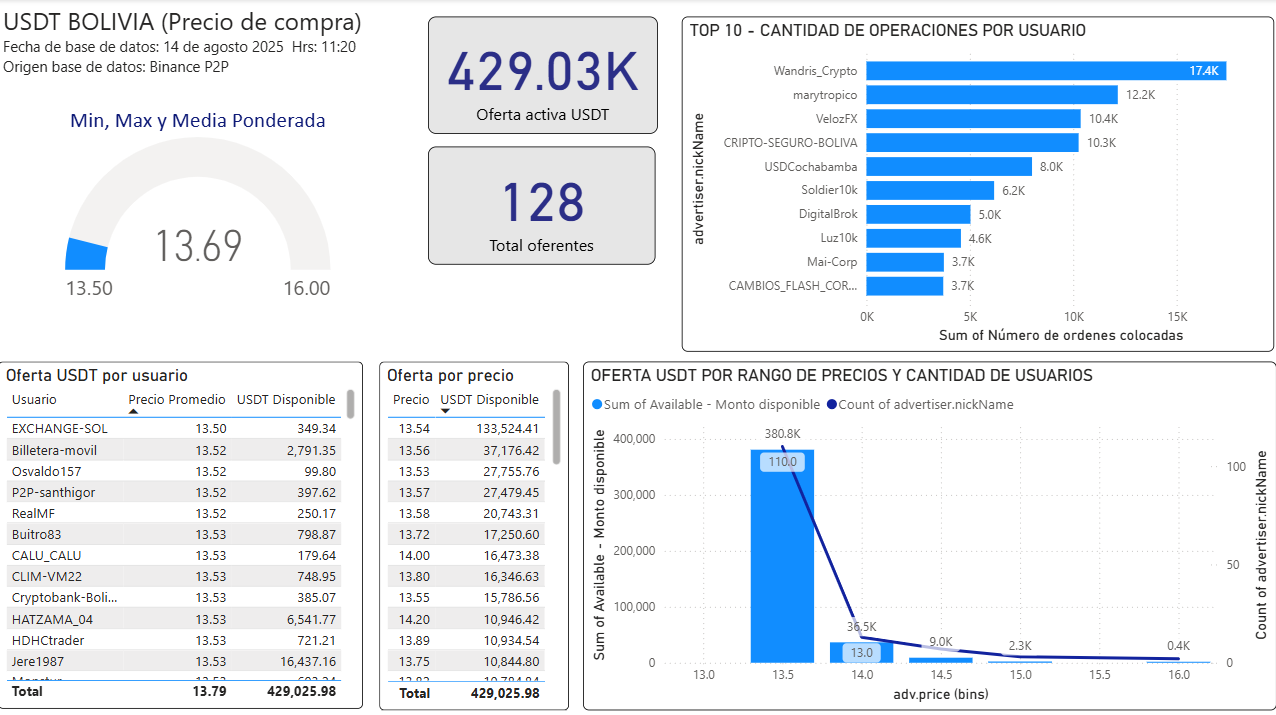 USDT BOLIVIA (Precio de compra)
Fecha de base de datos: 14 de agosto 2025 Hrs: 11:20
Origen base de datos: Binance P2P
Min, Max y Media Ponderada
13.69
13.50
16.00
429.03K
Oferta activa USDT
128
Total oferentes
TOP 10 - CANTIDAD DE OPERACIONES POR USUARIO
advertiser.nickName
Wandris_Crypto 17.4K
marytropico 12.2K
VelozFX 10.4K
CRIPTO-SEGURO-BOLIVA 10.3K
USDCochabamba 8.0K
Soldier10k 6.2K
DigitalBrok 5.0K
Luz10k 4.6K
Mai-Corp 3.7K
CAMBIOS_FLASH_COR... 3.7K
0K 5K 10K 15K
Sum of Número de ordenes colocadas
Oferta USDT por usuario
Usuario Precio Promedio USDT Disponible
EXCHANGE-SOL 13.50 349.34
Billetera-movil 13.52 2,791.35
Osvaldo157 13.52 99.80
P2P-santhigor 13.52 397.62
RealMF 13.52 250.17
Buitro83 13.53 798.87
CALU_CALU 13.53 179.64
CLIM-VM22 13.53 748.95
Cryptobank-Boli... 13.53 385.07
HATZAMA_04 13.53 6,541.77
HDHCtrader 13.53 721.21
Jere1987 13.53 16,437.16
Total 13.79 429,025.98
Oferta por precio
Precio USDT Disponible
13.54 133,524.41
13.56 37,176.42
13.53 27,755.76
13.57 27,479.45
13.58 20,743.31
13.72 17,250.60
14.00 16,473.38
13.80 16,346.63
13.55 15,786.56
14.20 10,946.42
13.89 10,934.54
13.75 10,844.80
Total 429,025.98
OFERTA USDT POR RANGO DE PRECIOS Y CANTIDAD DE USUARIOS
Sum of Available - Monto disponible Count of advertiser.nickName
Sum of Available - Monto disponible
400,000
300,000
200,000
100,000
0
380.8K
110.0
36.5K
13.0
9.0K
2.3K
0.4K
100
50
0
Count of advertiser.nickName
13.0 13.5 14.0 14.5 15.0 15.5 16.0
adv.price (bins)